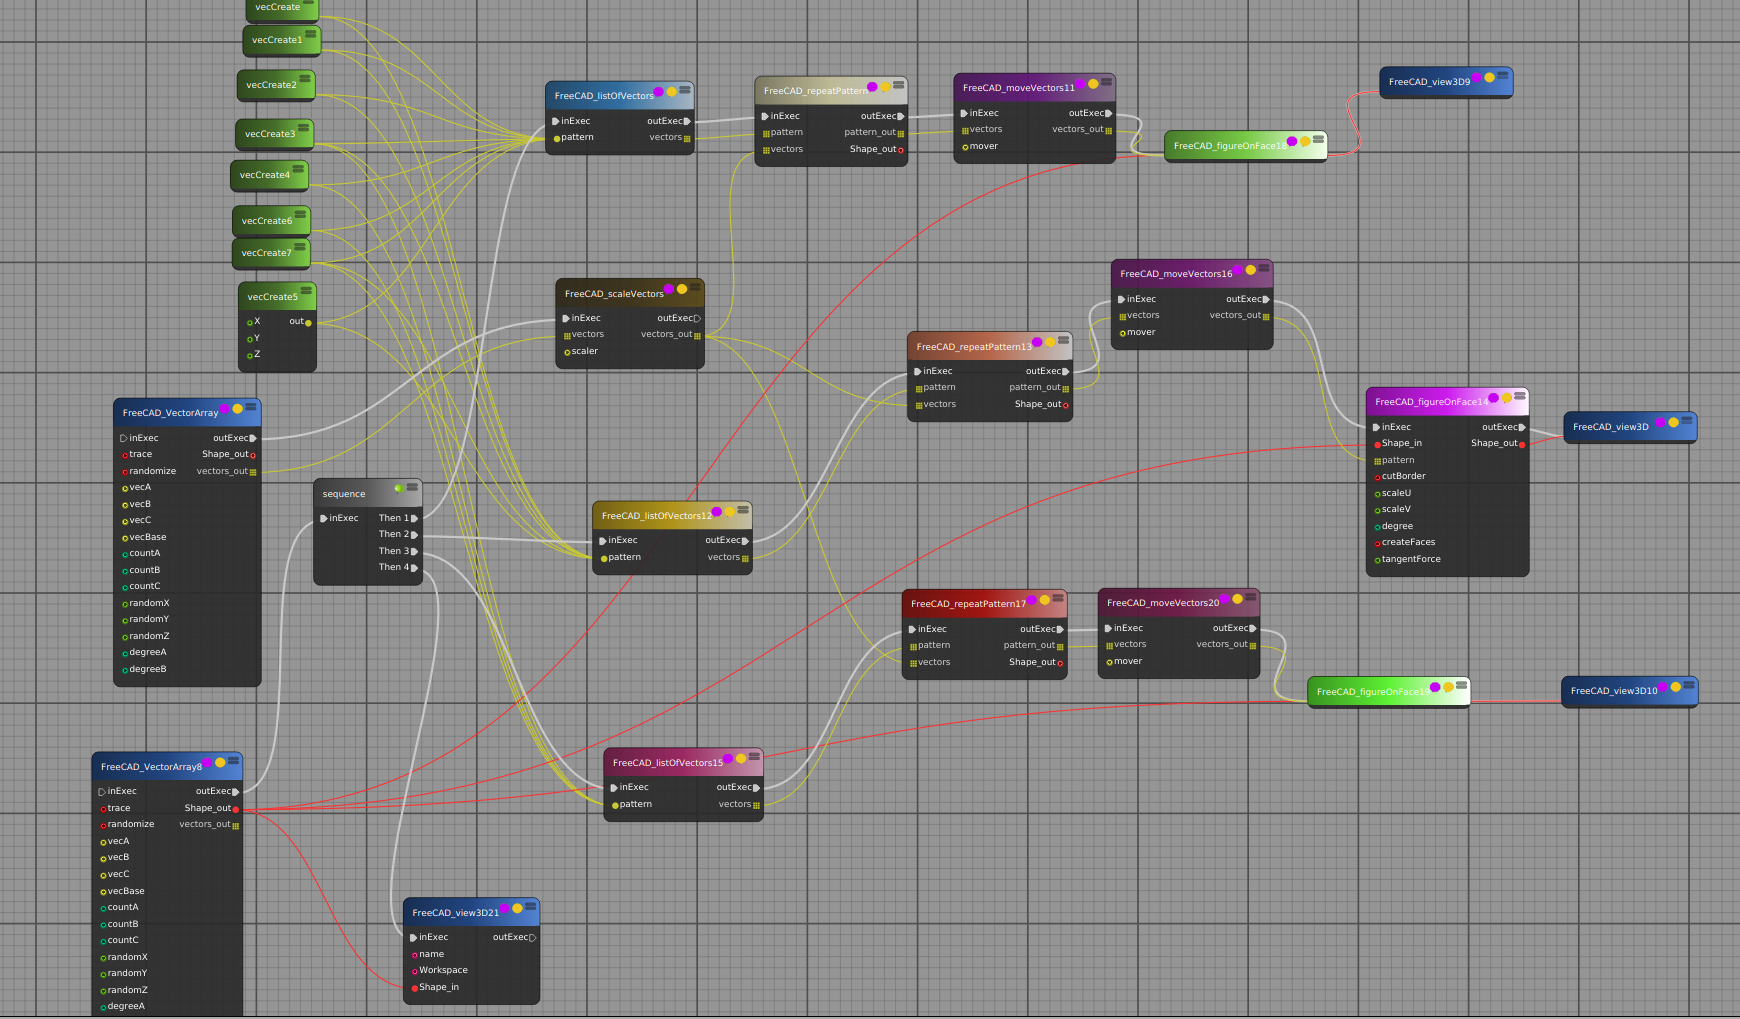 vecCreate
vecCreate1
vecCreate2
vecCreate3
vecCreate4
vecCreate6
vecCreate7
vecCreate5
X out
Y
Z
FreeCAD_listOfVectors
inExec outExec
pattern vectors
FreeCAD_repeatPattern
inExec outExec
pattern pattern_out
vectors Shape_out
FreeCAD_moveVectors11
inExec outExec
vectors vectors_out
mover
FreeCAD_figureOnFace18
FreeCAD_view3D9
FreeCAD_scaleVectors
inExec outExec
vectors vectors_out
scaler
FreeCAD_moveVectors16
inExec outExec
vectors vectors_out
mover
FreeCAD_repeatPattern13
inExec outExec
pattern pattern_out
vectors Shape_out
FreeCAD_figureOnFace14
inExec outExec
Shape_in Shape_out
pattern
cutBorder
scaleU
scaleV
degree
createFaces
tangentForce
FreeCAD_view3D
FreeCAD_VectorArray
inExec outExec
trace Shape_out
randomize vectors_out
vecA
vecB
vecC
vecBase
countA
countB
countC
randomX
randomY
randomZ
degreeA
degreeB
sequence
inExec Then 1
Then 2
Then 3
Then 4
FreeCAD_listOfVectors12
inExec outExec
pattern vectors
FreeCAD_repeatPattern17
inExec outExec
pattern pattern_out
vectors Shape_out
FreeCAD_moveVectors20
inExec outExec
vectors vectors_out
mover
FreeCAD_figureOnFace19
FreeCAD_view3D10
FreeCAD_listOfVectors15
inExec outExec
pattern vectors
FreeCAD_VectorArray8
inExec outExec
trace Shape_out
randomize vectors_out
vecA
vecB
vecC
vecBase
countA
countB
countC
randomX
randomY
randomZ
degreeA
FreeCAD_view3D21
inExec outExec
name
Workspace
Shape_in